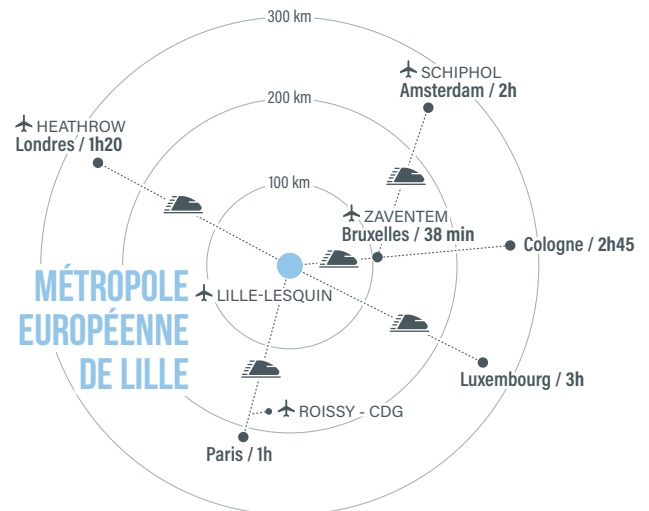 300 km
SCHIPHOL
Amsterdam / 2h
200 km
HEATHROW
Londres / 1h20
100 km
ZAVENTEM
Bruxelles / 38 min
Cologne / 2h45
MÉTROPOLE
EUROPÉENNE
DE LILLE
LILLE-LESQUIN
Luxembourg / 3h
ROISSY - CDG
Paris / 1h